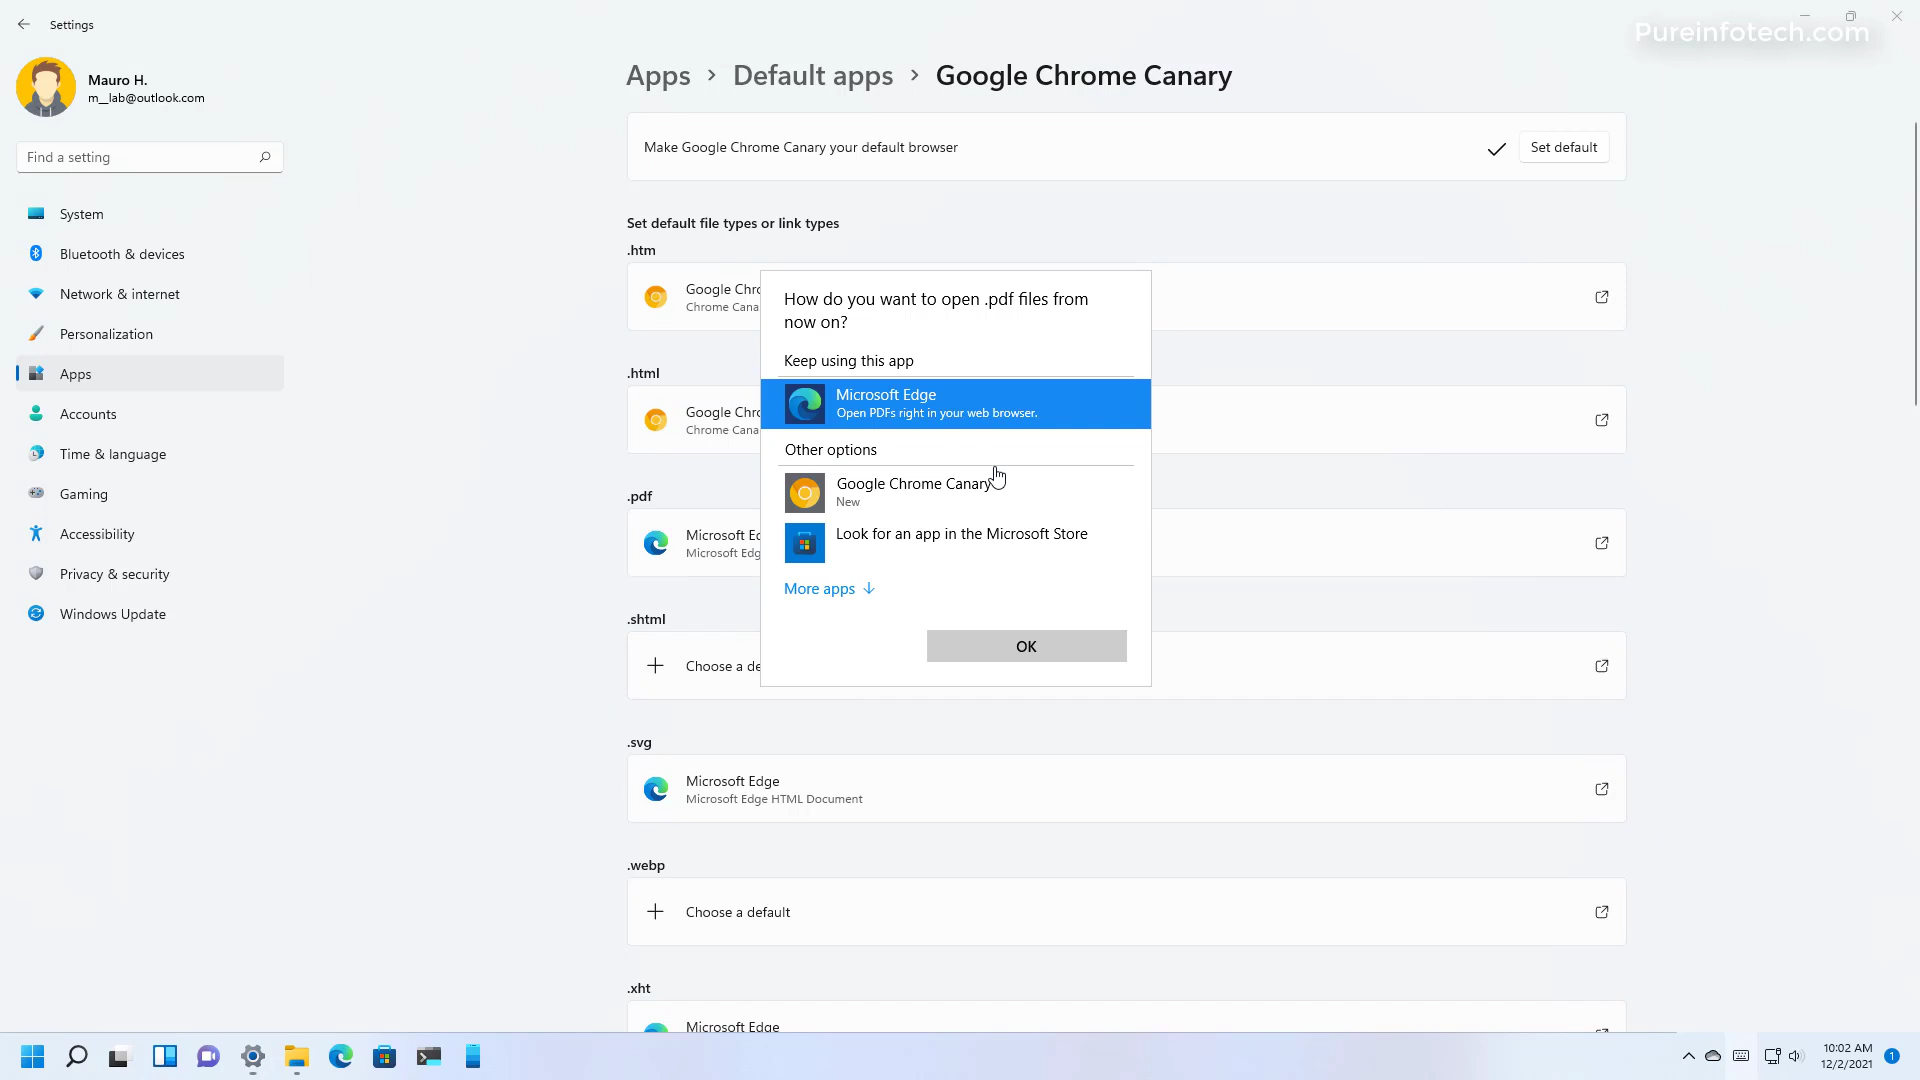 Settings
Pureinfotech.com
Mauro H.
m__lab@outlook.com
Find a setting
System
Bluetooth & devices
Network & internet
Personalization
Apps
Accounts
Time & language
Gaming
Accessibility
Privacy & security
Windows Update
Apps › Default apps › Google Chrome Canary
Make Google Chrome Canary your default browser
Set default
Set default file types or link types
.htm
Google Chro
Chrome Cana
.html
Google Chro
Chrome Cana
.pdf
Microsoft Ed
Microsoft Edg
.shtml
Choose a de
.svg
Microsoft Edge
Microsoft Edge HTML Document
.webp
Choose a default
.xht
Microsoft Edge
How do you want to open .pdf files from
now on?
Keep using this app
Microsoft Edge
Open PDFs right in your web browser.
Other options
Google Chrome Canary
New
Look for an app in the Microsoft Store
More apps
OK
10:02 AM
12/2/2021
1